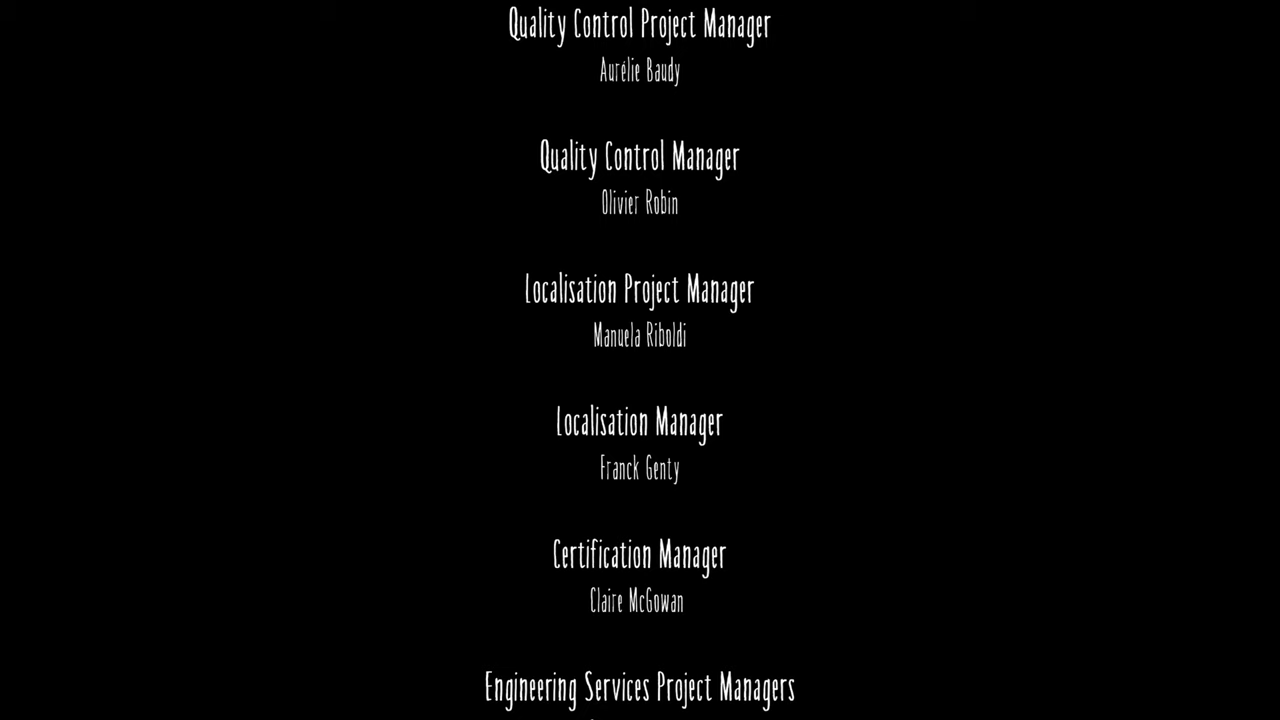 Quality Control Project Manager
Aurélie Baudy
Quality Control Manager
Olivier Robin
Localisation Project Manager
Manuela Riboldi
Localisation Manager
Franck Genty
Certification Manager
Claire McGowan
Engineering Services Project Managers